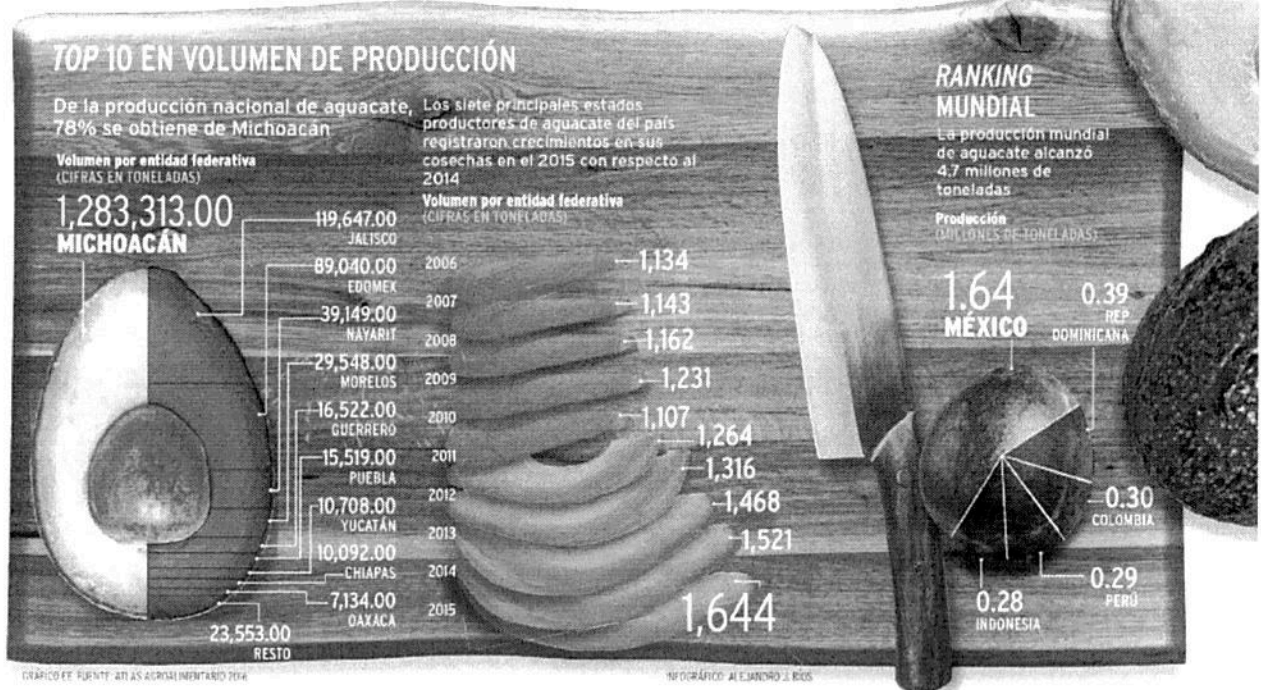 TOP 10 EN VOLUMEN DE PRODUCCIÓN
De la producción nacional de aguacate,
78% se obtiene de Michoacán
Volumen por entidad federativa
(CIFRAS EN TONELADAS)
1,283,313.00
MICHOACÁN
119,647.00
JALISCO
89,040.00
EDOMEX
39,149.00
NAYARIT
29,548.00
MORELOS
16,522.00
GUERRERO
15,519.00
PUEBLA
10,708.00
YUCATÁN
10,092.00
CHIAPAS
7,134.00
OAXACA
23,553.00
RESTO
Los siete principales estados
productores de aguacate del país
registraron crecimientos en sus
cosechas en el 2015 con respecto al
2014
Volumen por entidad federativa
(CIFRAS EN TONELADAS)
2006 1,134
2007 1,143
2008 1,162
2009 1,231
2010 1,107
2011 1,264
2012 1,316
2013 1,468
2014 1,521
2015 1,644
RANKING
MUNDIAL
La producción mundial
de aguacate alcanzó
4.7 millones de
toneladas
Producción
(MILLONES DE TONELADAS)
1.64
MÉXICO
0.39
REP
DOMINICANA
0.30
COLOMBIA
0.29
PERÚ
0.28
INDONESIA
GRÁFICO EE FUENTE: ATLAS AGROALIMENTARIO 2016
INFOGRÁFICO: ALEJANDRO J. RÍOS